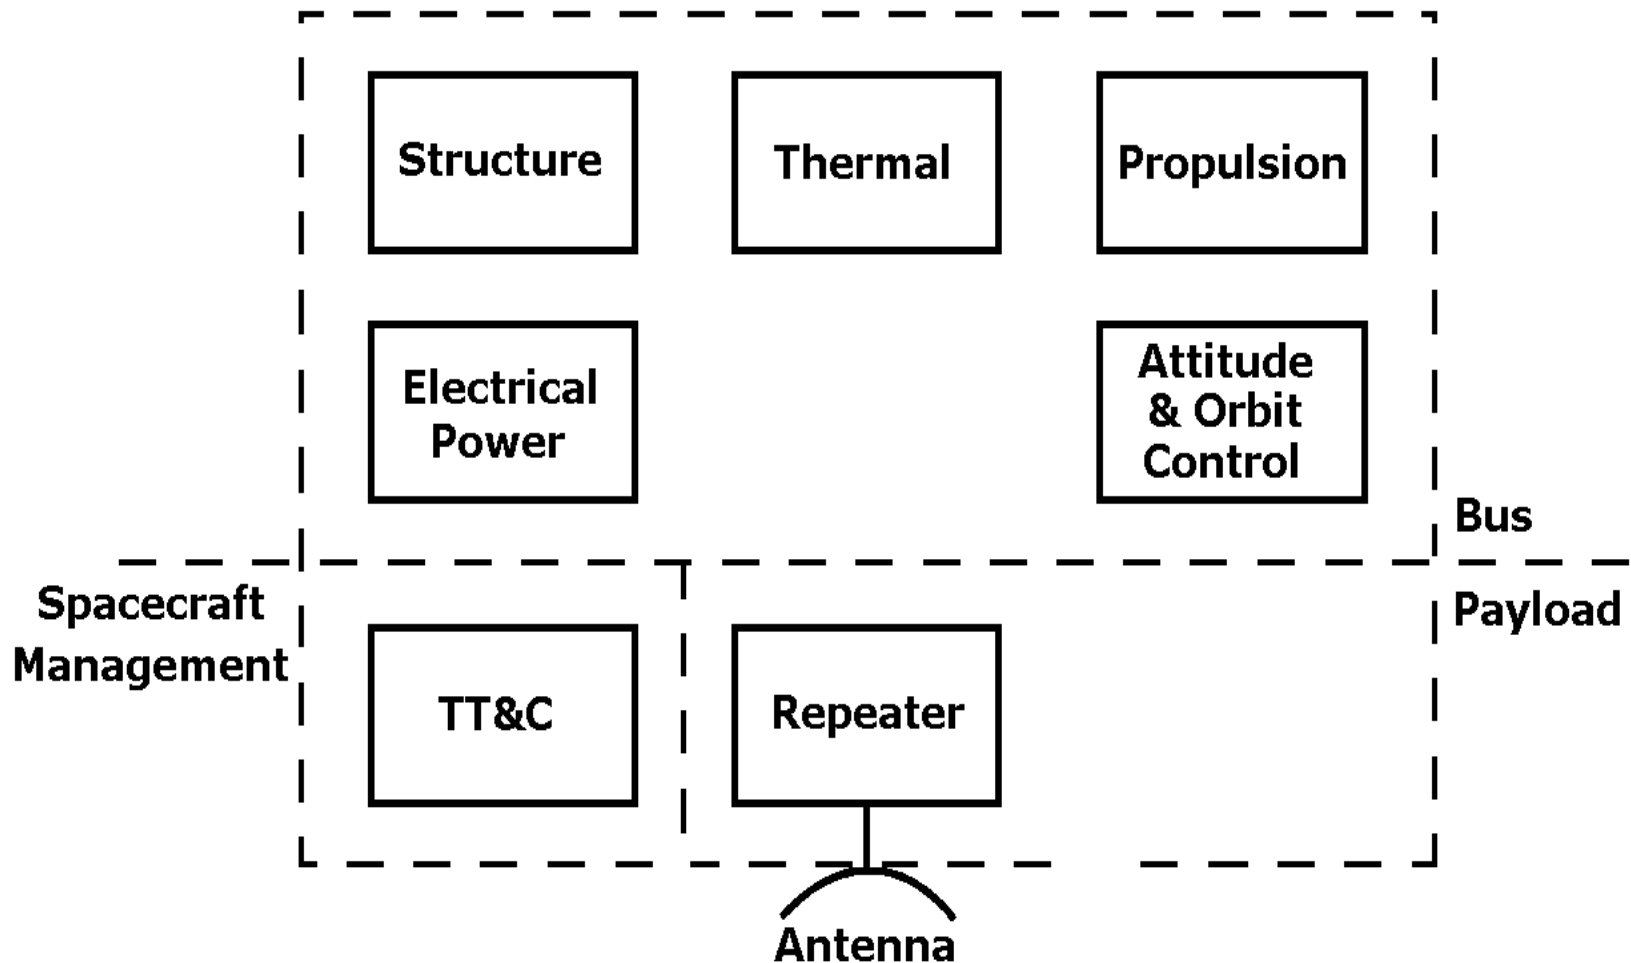 Structure
Thermal
Propulsion
Electrical
Power
Attitude
& Orbit
Control
Bus
Spacecraft
Management
Payload
TT&C
Repeater
Antenna